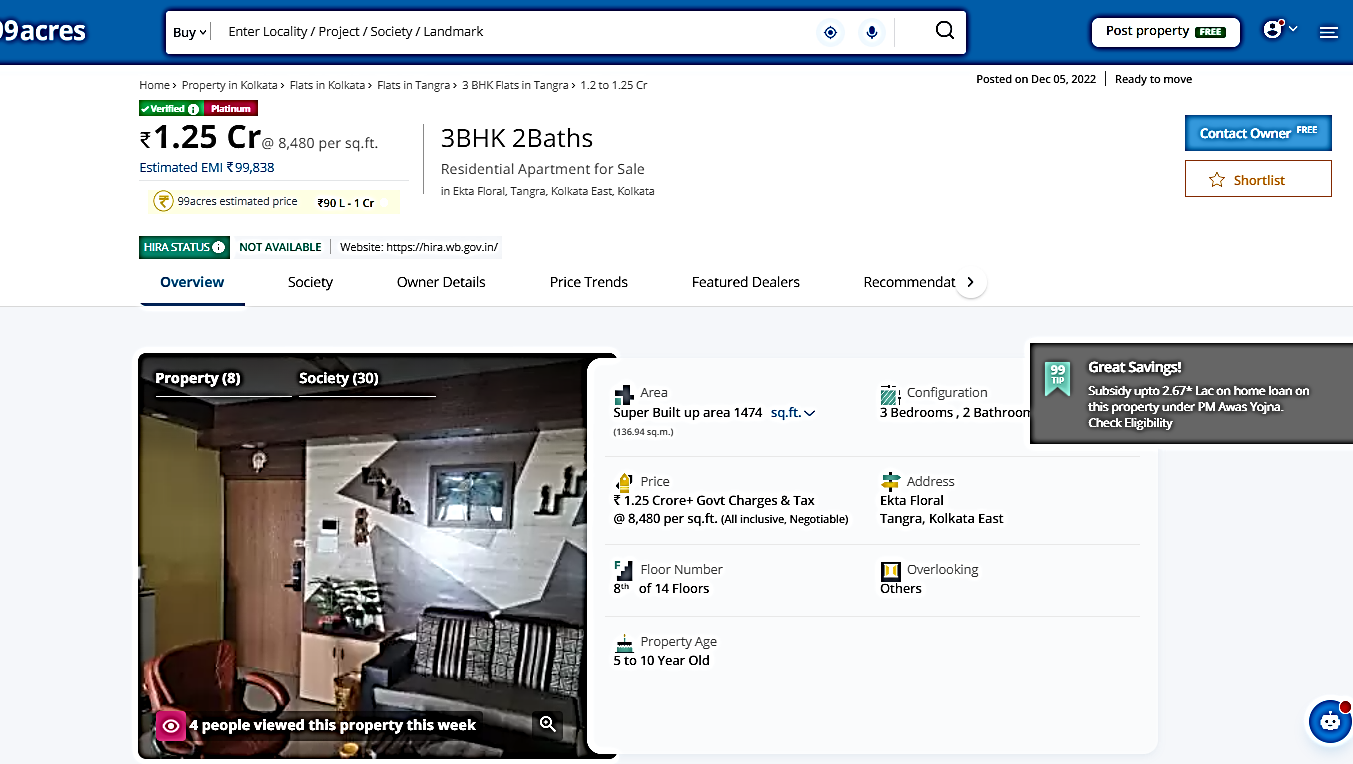 99acres
Buy
Enter Locality / Project / Society / Landmark
Post property FREE
Home › Property in Kolkata › Flats in Kolkata › Flats in Tangra › 3 BHK Flats in Tangra › 1.2 to 1.25 Cr
Posted on Dec 05, 2022 | Ready to move
Verified Platinum
₹1.25 Cr @ 8,480 per sq.ft.
Estimated EMI ₹99,838
99acres estimated price ₹90 L - 1 Cr
3BHK 2Baths
Residential Apartment for Sale
in Ekta Floral, Tangra, Kolkata East, Kolkata
Contact Owner FREE
Shortlist
HIRA STATUS NOT AVAILABLE | Website: https://hira.wb.gov.in/
Overview Society Owner Details Price Trends Featured Dealers Recommendat
Property (8) Society (30)
4 people viewed this property this week
Area
Super Built up area 1474 sq.ft.
(136.94 sq.m.)
Configuration
3 Bedrooms , 2 Bathroom
99 TIP
Great Savings!
Subsidy upto 2.67* Lac on home loan on
this property under PM Awas Yojna.
Check Eligibility
Price
₹ 1.25 Crore+ Govt Charges & Tax
@ 8,480 per sq.ft. (All inclusive, Negotiable)
Address
Ekta Floral
Tangra, Kolkata East
Floor Number
8th of 14 Floors
Overlooking
Others
Property Age
5 to 10 Year Old